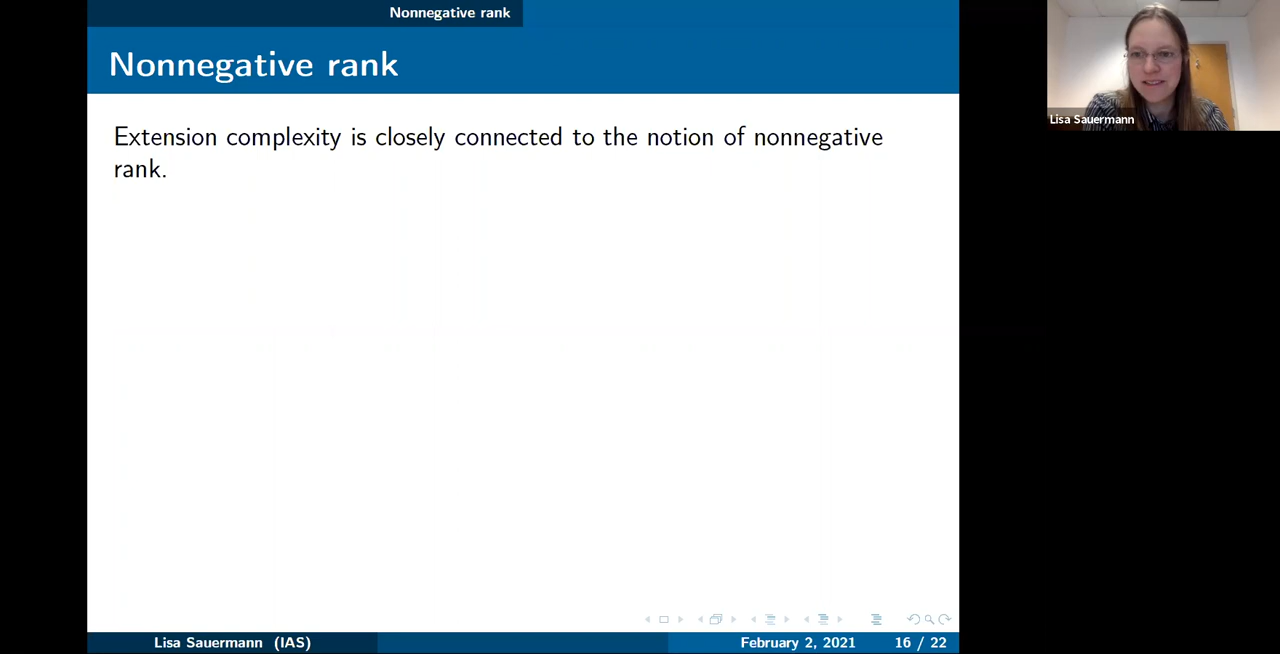 Nonnegative rank
Nonnegative rank
Extension complexity is closely connected to the notion of nonnegative
rank.
Lisa Sauermann
Lisa Sauermann (IAS)
February 2, 2021
16 / 22